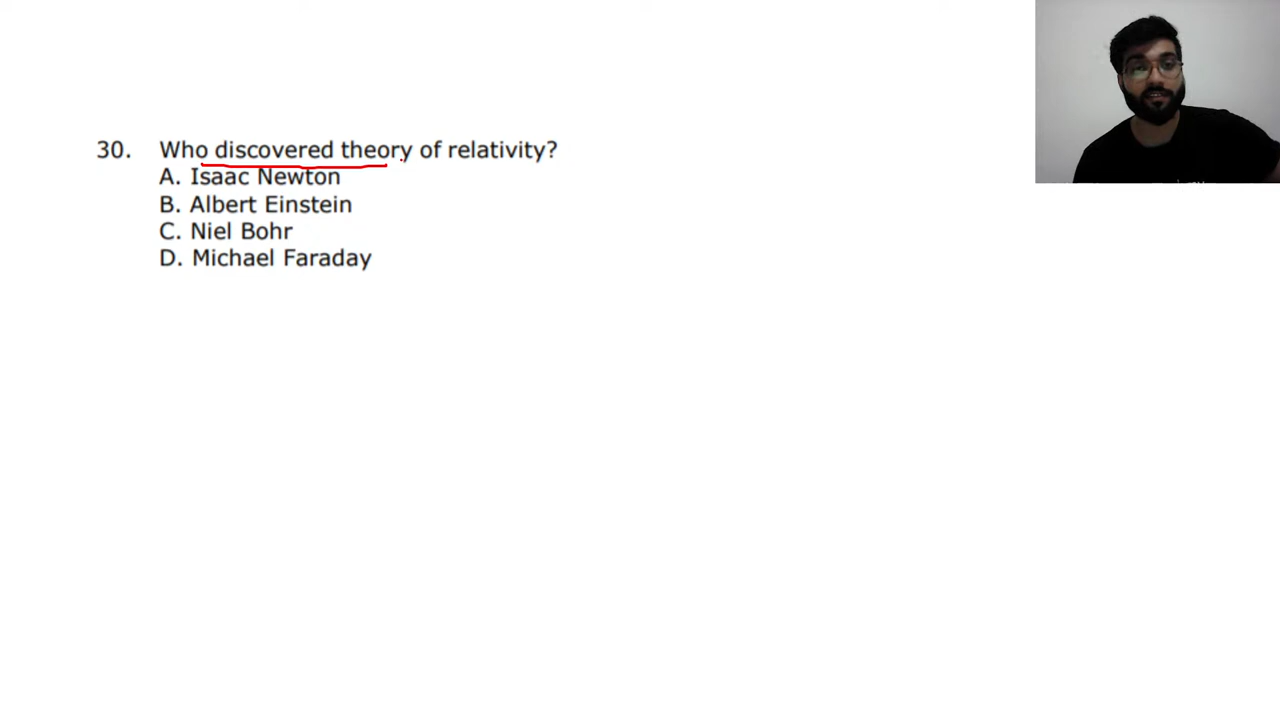 30. Who discovered theory of relativity?
A. Isaac Newton
B. Albert Einstein
C. Niel Bohr
D. Michael Faraday